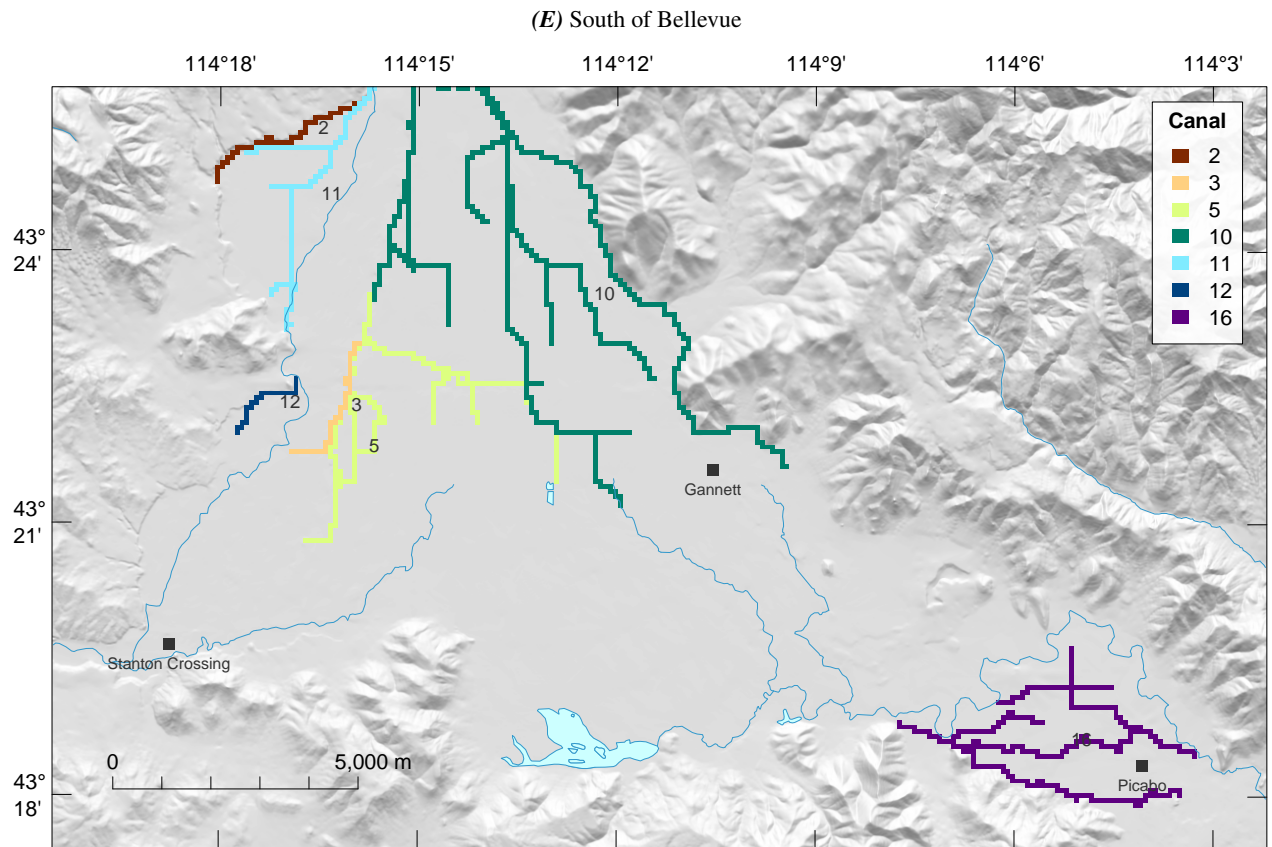 (E) South of Bellevue
114°18' 114°15' 114°12' 114°9' 114°6' 114°3'
Canal
2
3
5
10
11
12
16
2
11
43°
24'
10
12
3
5
Gannett
43°
21'
Stanton Crossing
16
0 5,000 m
Picabo
43°
18'